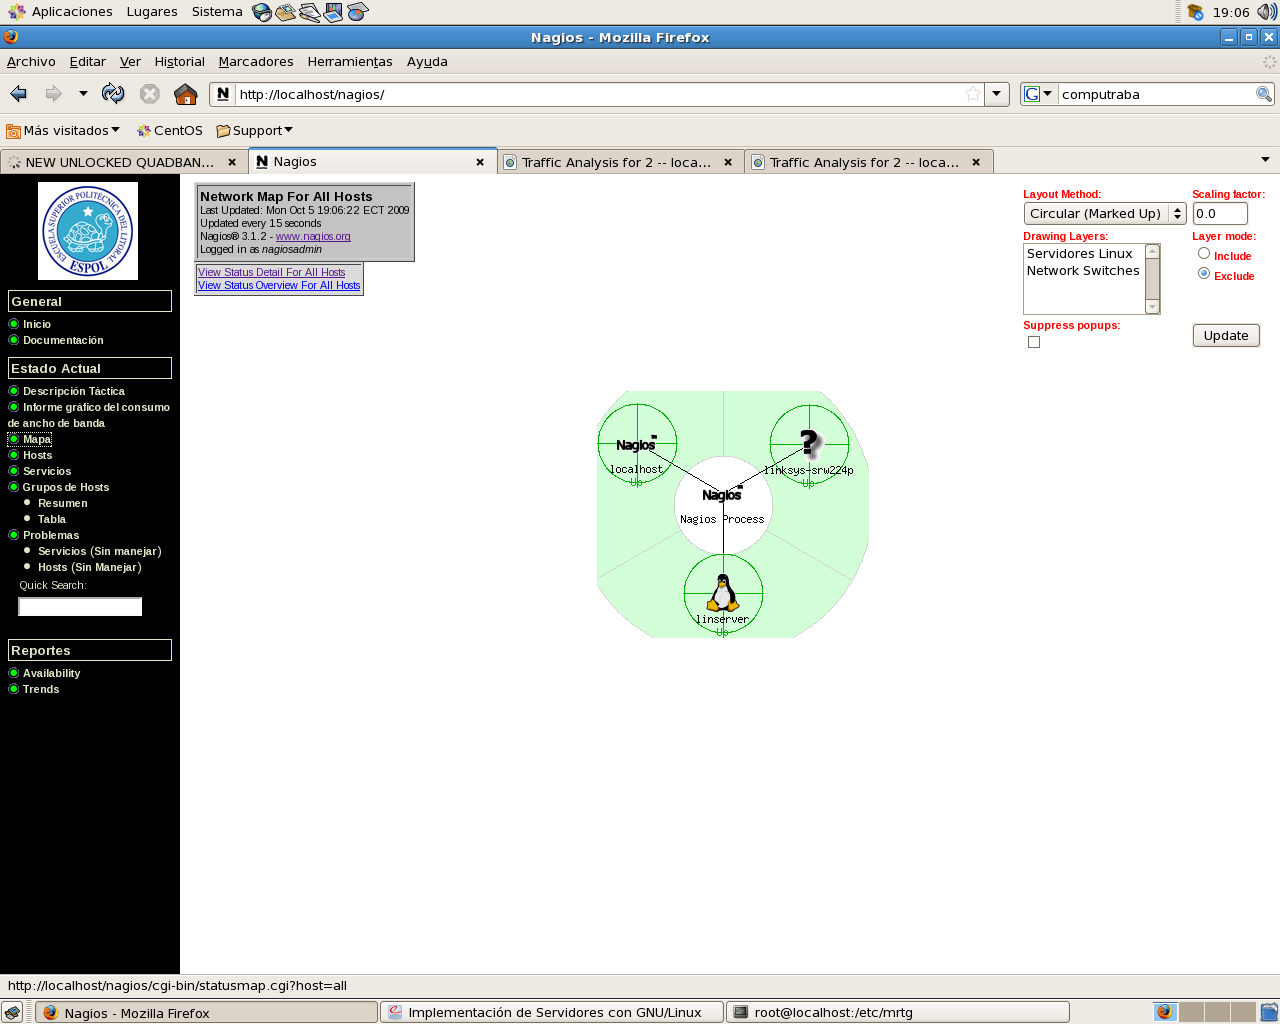 Aplicaciones Lugares Sistema 19:06
Nagios - Mozilla Firefox
Archivo Editar Ver Historial Marcadores Herramientas Ayuda
http://localhost/nagios/ computraba
Más visitados CentOS Support
NEW UNLOCKED QUADBAN... Nagios Traffic Analysis for 2 -- loca... Traffic Analysis for 2 -- loca...
ESCUELA SUPERIOR POLITÉCNICA DEL LITORAL
ESPOL
General
Inicio
Documentación
Estado Actual
Descripción Táctica
Informe gráfico del consumo
de ancho de banda
Mapa
Hosts
Servicios
Grupos de Hosts
Resumen
Tabla
Problemas
Servicios (Sin manejar)
Hosts (Sin Manejar)
Quick Search:
Reportes
Availability
Trends
Network Map For All Hosts
Last Updated: Mon Oct 5 19:06:22 ECT 2009
Updated every 15 seconds
Nagios® 3.1.2 - www.nagios.org
Logged in as nagiosadmin
View Status Detail For All Hosts
View Status Overview For All Hosts
Layout Method: Scaling factor:
Circular (Marked Up) 0.0
Drawing Layers: Layer mode:
Servidores Linux
Network Switches
Include
Exclude
Suppress popups:
Update
Nagios
localhost
Up
?
linksys-srw224p
Up
Nagios
Nagios Process
linserver
Up
http://localhost/nagios/cgi-bin/statusmap.cgi?host=all
Nagios - Mozilla Firefox Implementación de Servidores con GNU/Linux root@localhost:/etc/mrtg